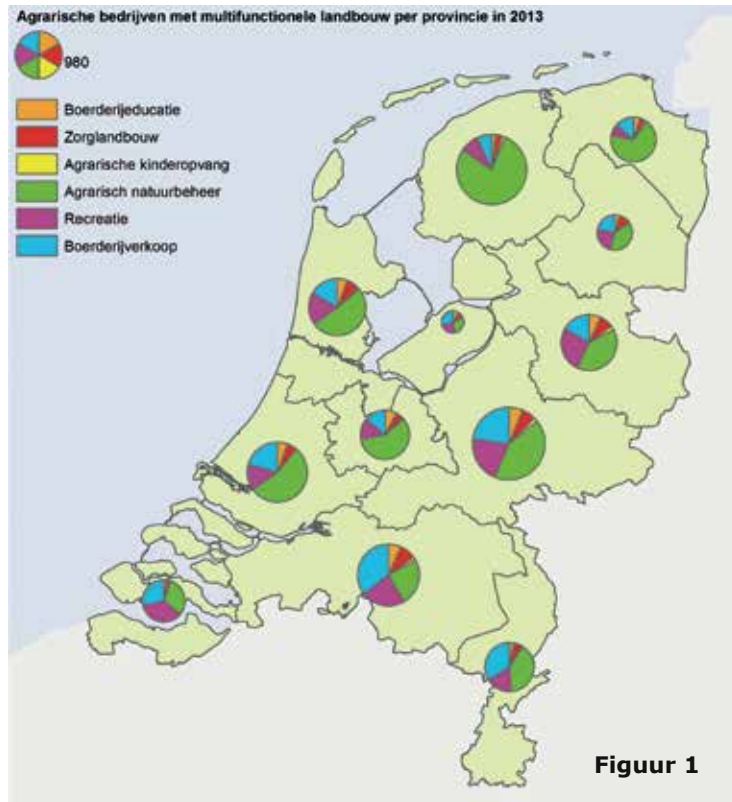 Agrarische bedrijven met multifunctionele landbouw per provincie in 2013
980
Boerderijeducatie
Zorglandbouw
Agrarische kinderopvang
Agrarisch natuurbeheer
Recreatie
Boerderijverkoop
Figuur 1